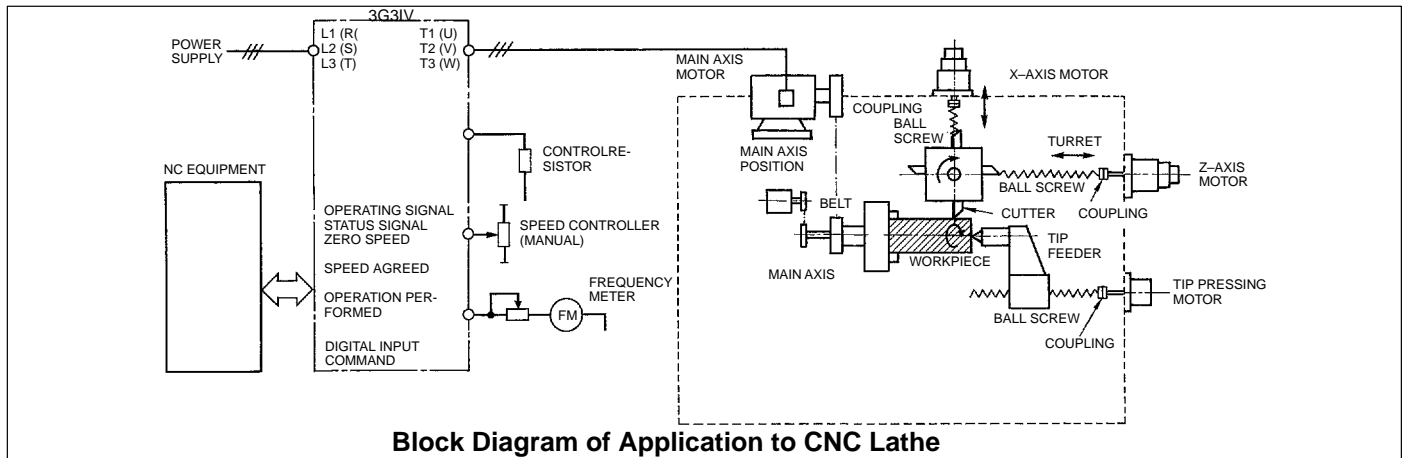 3G3IV
POWER
SUPPLY
L1 (R(
L2 (S)
L3 (T)
T1 (U)
T2 (V)
T3 (W)
NC EQUIPMENT
OPERATING SIGNAL
STATUS SIGNAL
ZERO SPEED
SPEED AGREED
OPERATION PER-
FORMED
DIGITAL INPUT
COMMAND
CONTROLRE-
SISTOR
SPEED CONTROLLER
(MANUAL)
FREQUENCY
METER
FM
MAIN AXIS
MOTOR
MAIN AXIS
POSITION
COUPLING
BALL
SCREW
X–AXIS MOTOR
TURRET
BALL SCREW
Z–AXIS
MOTOR
COUPLING
BELT
CUTTER
MAIN AXIS
WORKPIECE
TIP
FEEDER
TIP PRESSING
MOTOR
BALL SCREW
COUPLING
Block Diagram of Application to CNC Lathe